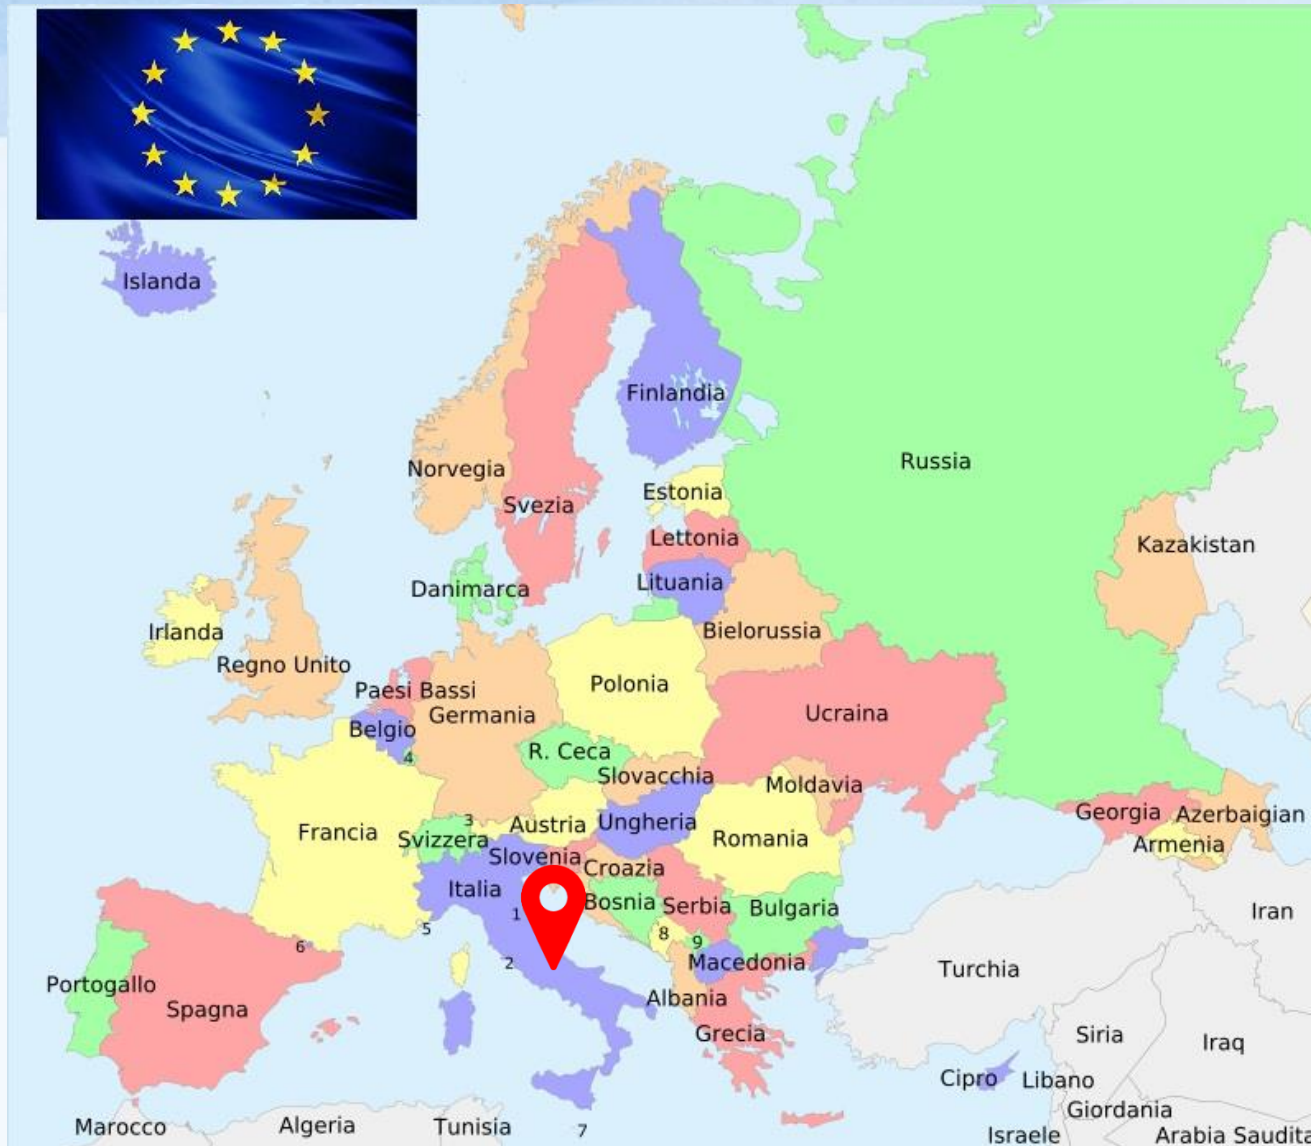 Islanda
Finlandia
Russia
Norvegia
Estonia
Svezia
Lettonia
Kazakistan
Lituania
Danimarca
Bielorussia
Irlanda
Regno Unito
Polonia
Paesi Bassi
Germania
Ucraina
Belgio
R. Ceca
4
Slovacchia
Moldavia
Georgia
Azerbaigian
3
Francia
Austria
Ungheria
Svizzera
Romania
Armenia
Slovenia
Croazia
Italia
Bosnia
Serbia
Bulgaria
Iran
1
5
8
9
6
2
Macedonia
Turchia
Portogallo
Albania
Spagna
Grecia
Siria
Iraq
Cipro
Libano
Giordania
Marocco
Algeria
Tunisia
7
Israele
Arabia Saudita